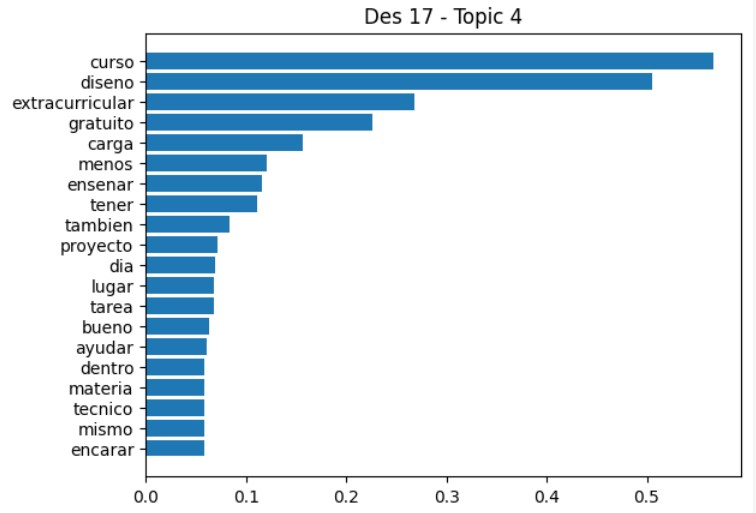 Des 17 - Topic 4
curso
diseno
extracurricular
gratuito
carga
menos
ensenar
tener
tambien
proyecto
dia
lugar
tarea
bueno
ayudar
dentro
materia
tecnico
mismo
encarar
0.0 0.1 0.2 0.3 0.4 0.5